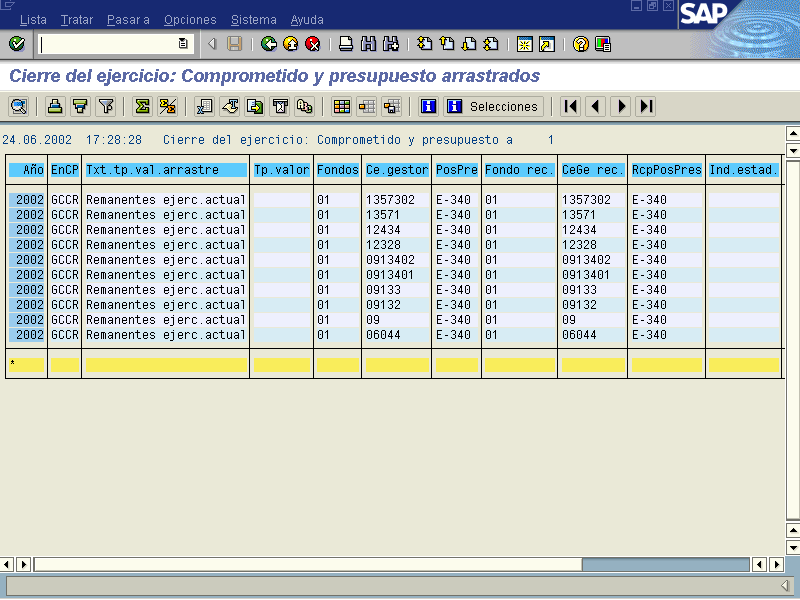 Lista Tratar Pasar a Opciones Sistema Ayuda
SAP
Cierre del ejercicio: Comprometido y presupuesto arrastrados
Selecciones
24.06.2002 17:28:28 Cierre del ejercicio: Comprometido y presupuesto a 1
Año EnCP Txt.tp.val.arrastre Tp.valor Fondos Ce.gestor PosPre Fondo rec. CeGe rec. RcpPosPres Ind.estad.
2002 GCCR Remanentes ejerc.actual 01 1357302 E-340 01 1357302 E-340
2002 GCCR Remanentes ejerc.actual 01 13571 E-340 01 13571 E-340
2002 GCCR Remanentes ejerc.actual 01 12434 E-340 01 12434 E-340
2002 GCCR Remanentes ejerc.actual 01 12328 E-340 01 12328 E-340
2002 GCCR Remanentes ejerc.actual 01 0913402 E-340 01 0913402 E-340
2002 GCCR Remanentes ejerc.actual 01 0913401 E-340 01 0913401 E-340
2002 GCCR Remanentes ejerc.actual 01 09133 E-340 01 09133 E-340
2002 GCCR Remanentes ejerc.actual 01 09132 E-340 01 09132 E-340
2002 GCCR Remanentes ejerc.actual 01 09 E-340 01 09 E-340
2002 GCCR Remanentes ejerc.actual 01 06044 E-340 01 06044 E-340
*